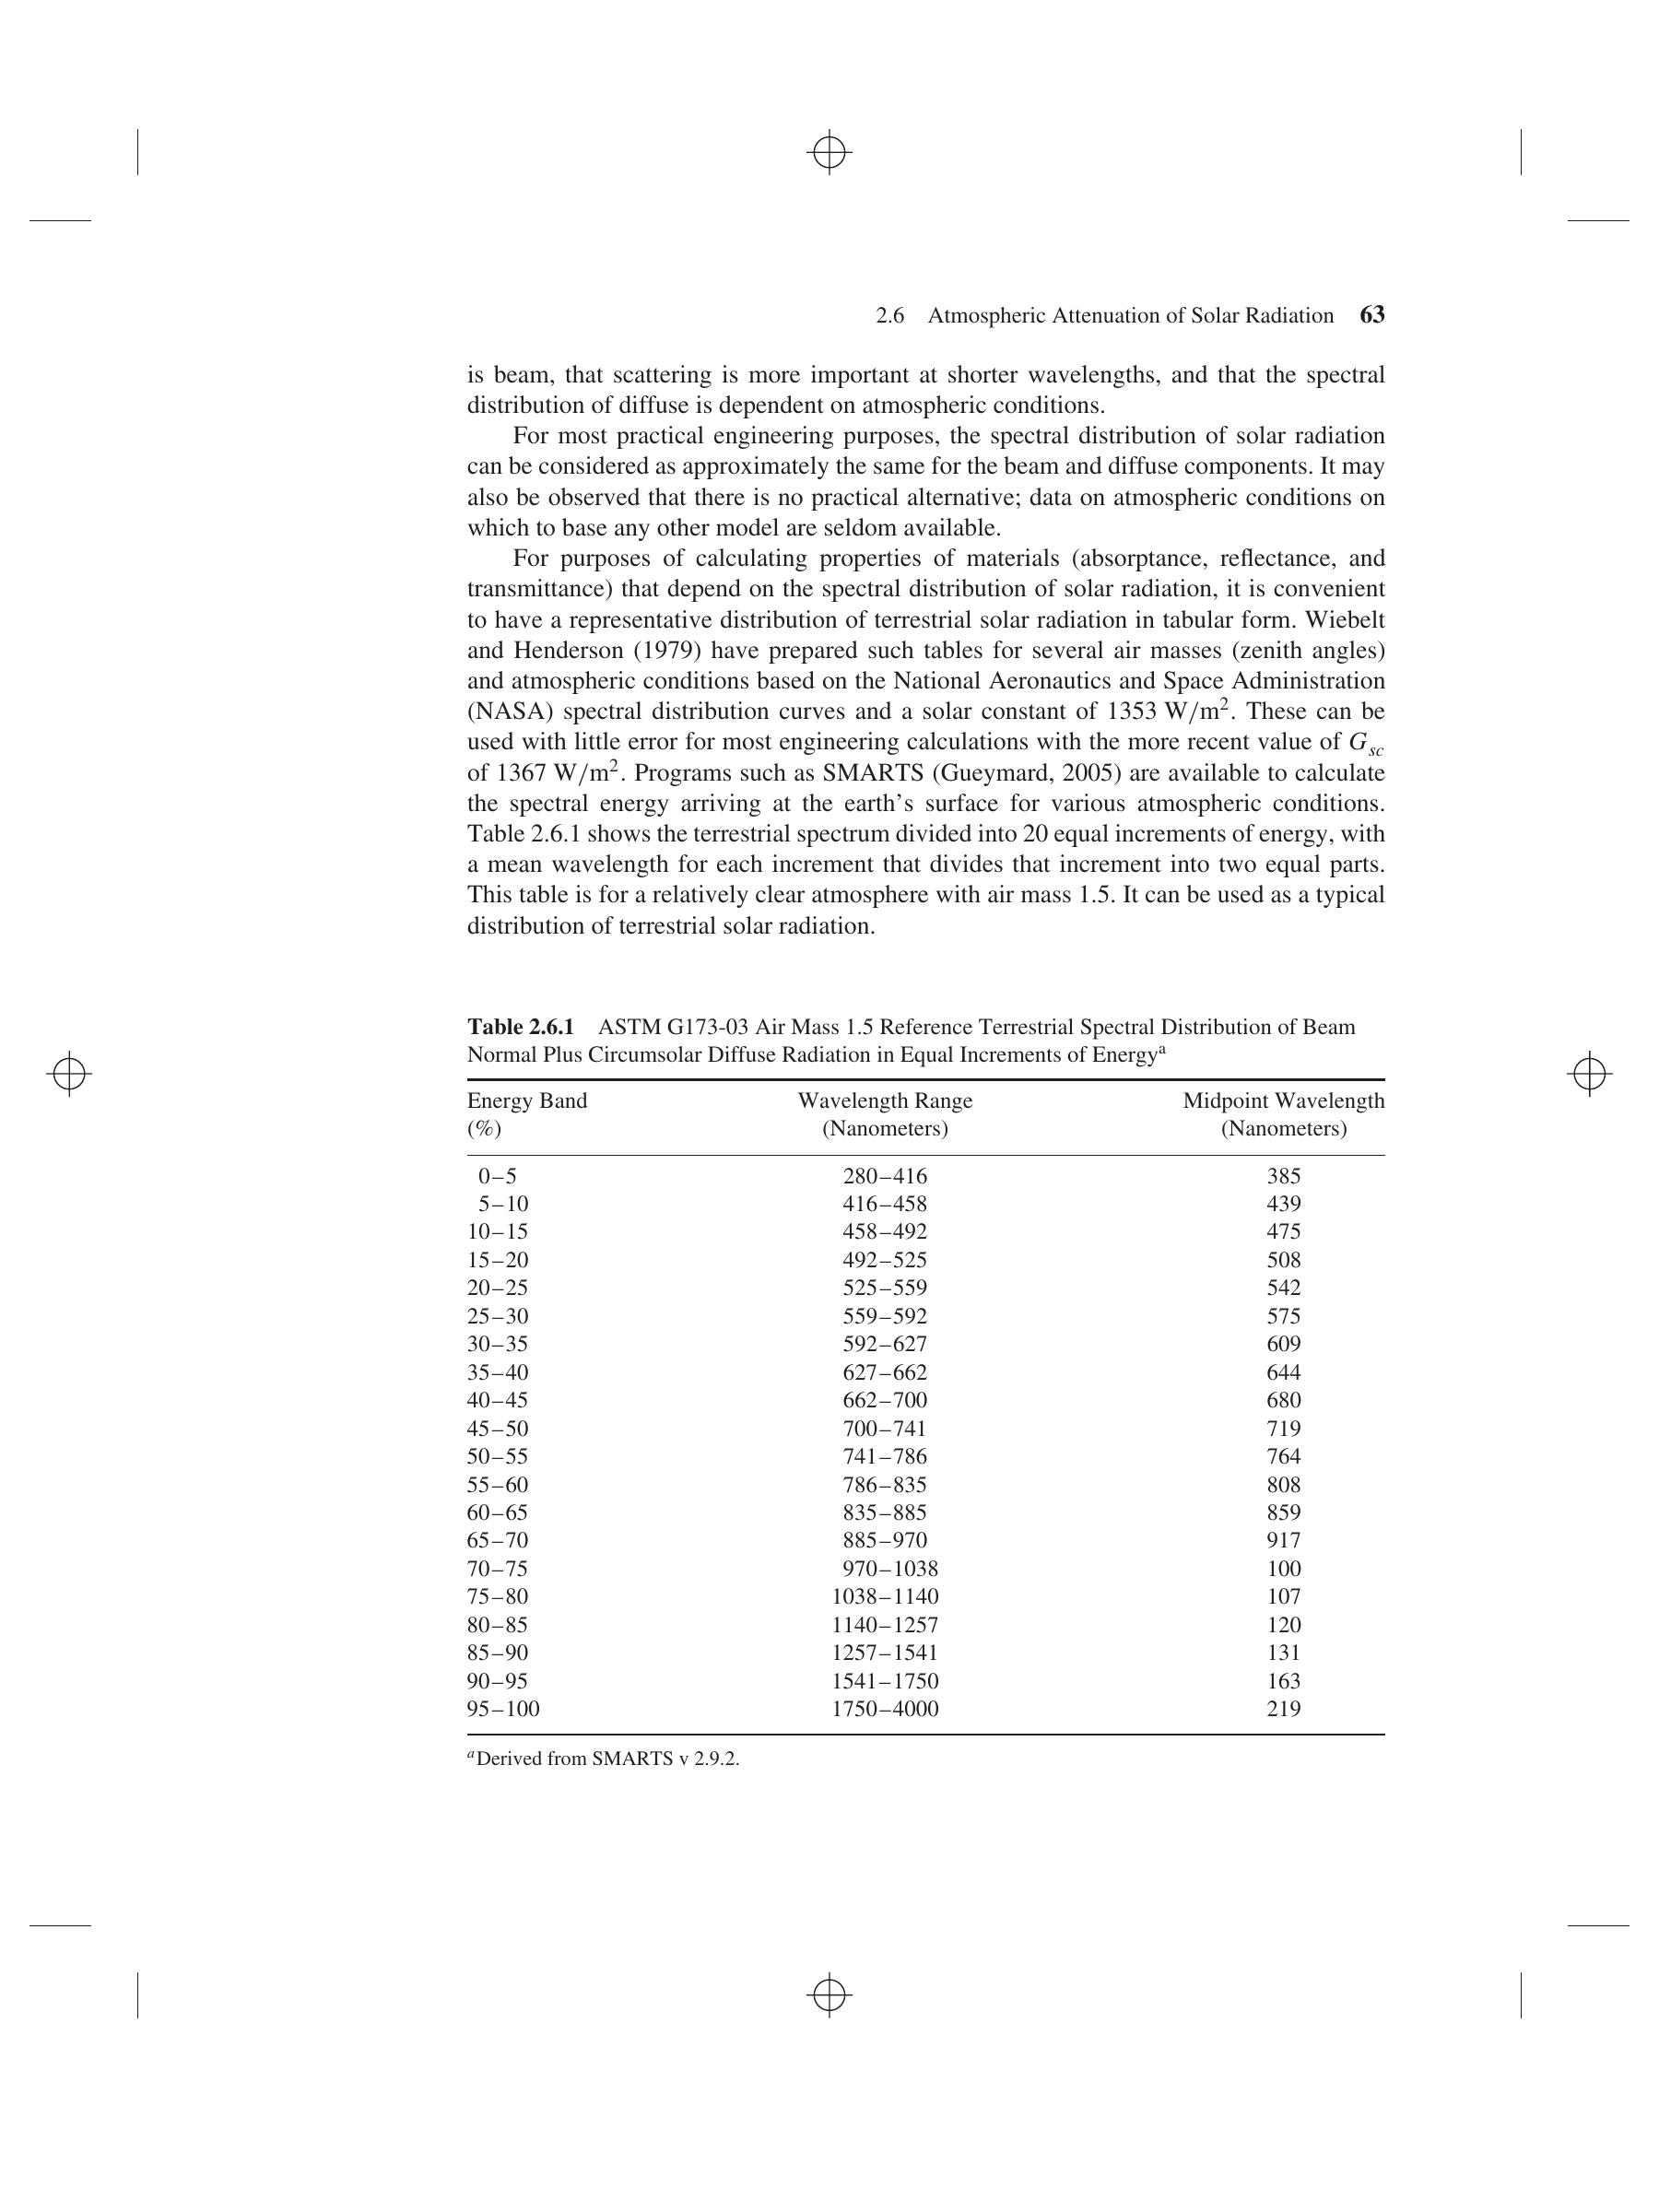 2.6 Atmospheric Attenuation of Solar Radiation 63
is beam, that scattering is more important at shorter wavelengths, and that the spectral
distribution of diffuse is dependent on atmospheric conditions.
For most practical engineering purposes, the spectral distribution of solar radiation
can be considered as approximately the same for the beam and diffuse components. It may
also be observed that there is no practical alternative; data on atmospheric conditions on
which to base any other model are seldom available.
For purposes of calculating properties of materials (absorptance, reflectance, and
transmittance) that depend on the spectral distribution of solar radiation, it is convenient
to have a representative distribution of terrestrial solar radiation in tabular form. Wiebelt
and Henderson (1979) have prepared such tables for several air masses (zenith angles)
and atmospheric conditions based on the National Aeronautics and Space Administration
(NASA) spectral distribution curves and a solar constant of 1353 W/m². These can be
used with little error for most engineering calculations with the more recent value of Gsc
of 1367 W/m². Programs such as SMARTS (Gueymard, 2005) are available to calculate
the spectral energy arriving at the earth's surface for various atmospheric conditions.
Table 2.6.1 shows the terrestrial spectrum divided into 20 equal increments of energy, with
a mean wavelength for each increment that divides that increment into two equal parts.
This table is for a relatively clear atmosphere with air mass 1.5. It can be used as a typical
distribution of terrestrial solar radiation.
Table 2.6.1 ASTM G173-03 Air Mass 1.5 Reference Terrestrial Spectral Distribution of Beam
Normal Plus Circumsolar Diffuse Radiation in Equal Increments of Energyᵃ
Energy Band Wavelength Range Midpoint Wavelength
(%) (Nanometers) (Nanometers)
0–5 280–416 385
5–10 416–458 439
10–15 458–492 475
15–20 492–525 508
20–25 525–559 542
25–30 559–592 575
30–35 592–627 609
35–40 627–662 644
40–45 662–700 680
45–50 700–741 719
50–55 741–786 764
55–60 786–835 808
60–65 835–885 859
65–70 885–970 917
70–75 970–1038 100
75–80 1038–1140 107
80–85 1140–1257 120
85–90 1257–1541 131
90–95 1541–1750 163
95–100 1750–4000 219
ᵃDerived from SMARTS v 2.9.2.